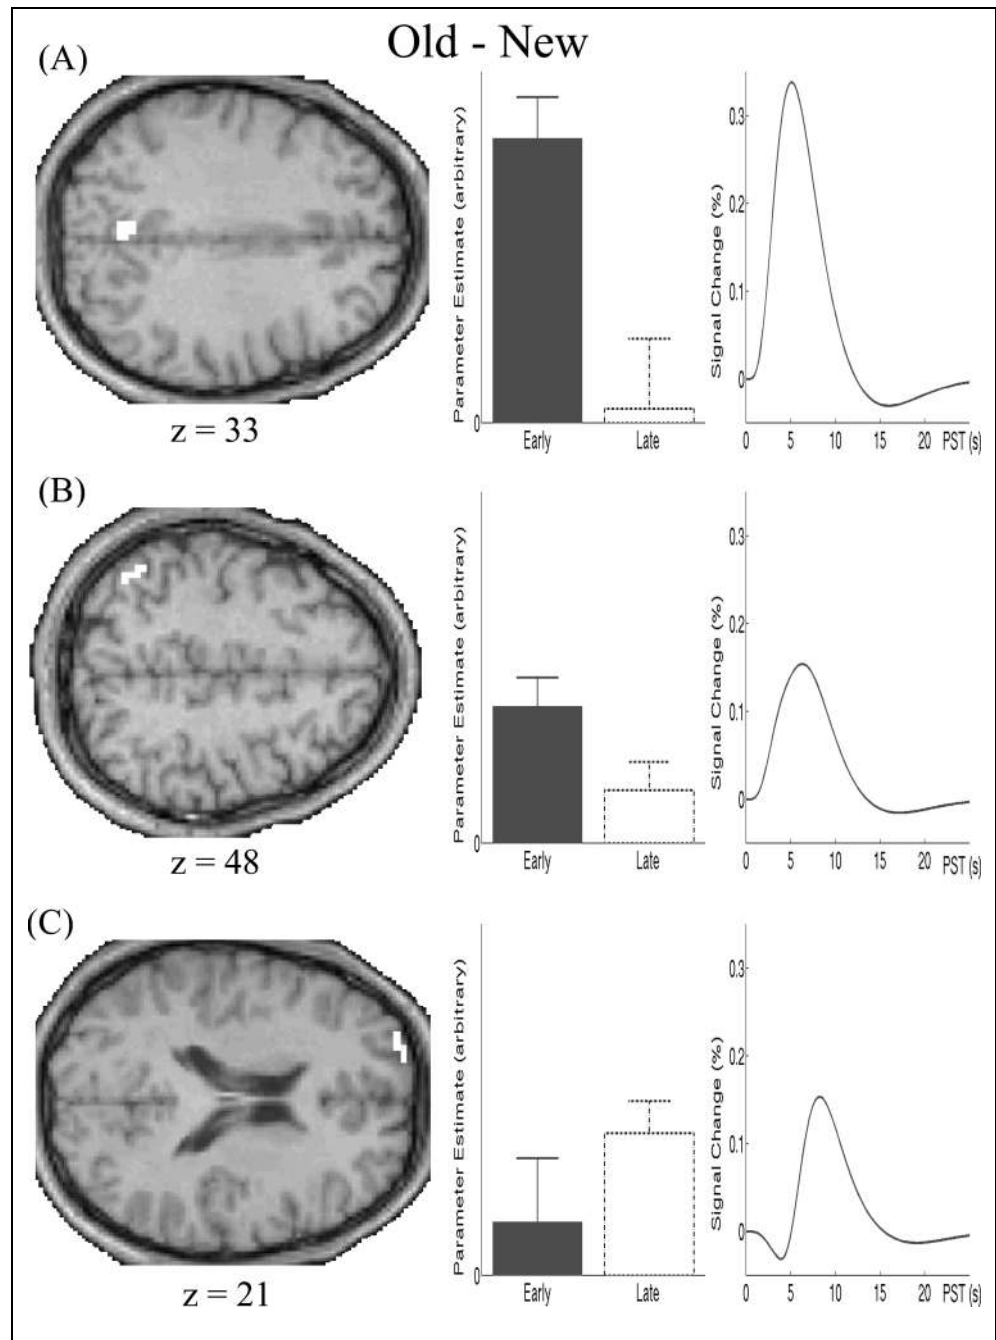 Old - New
(A)
z = 33
Parameter Estimate (arbitrary)
0
Early Late
Signal Change (%)
0.3
0.2
0.1
0
0 5 10 15 20 PST (s)
(B)
z = 48
Parameter Estimate (arbitrary)
0
Early Late
Signal Change (%)
0.3
0.2
0.1
0
0 5 10 15 20 PST (s)
(C)
z = 21
Parameter Estimate (arbitrary)
0
Early Late
Signal Change (%)
0.3
0.2
0.1
0
0 5 10 15 20 PST (s)